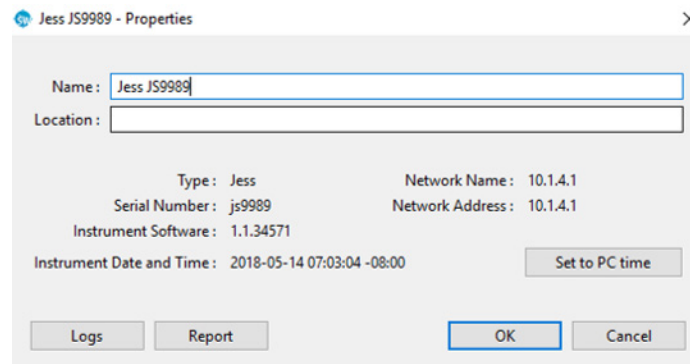 SW Jess JS9989 - Properties
Name : Jess JS9989
Location :
Type : Jess Network Name : 10.1.4.1
Serial Number : js9989 Network Address : 10.1.4.1
Instrument Software : 1.1.34571
Instrument Date and Time : 2018-05-14 07:03:04 -08:00 Set to PC time
Logs Report OK Cancel